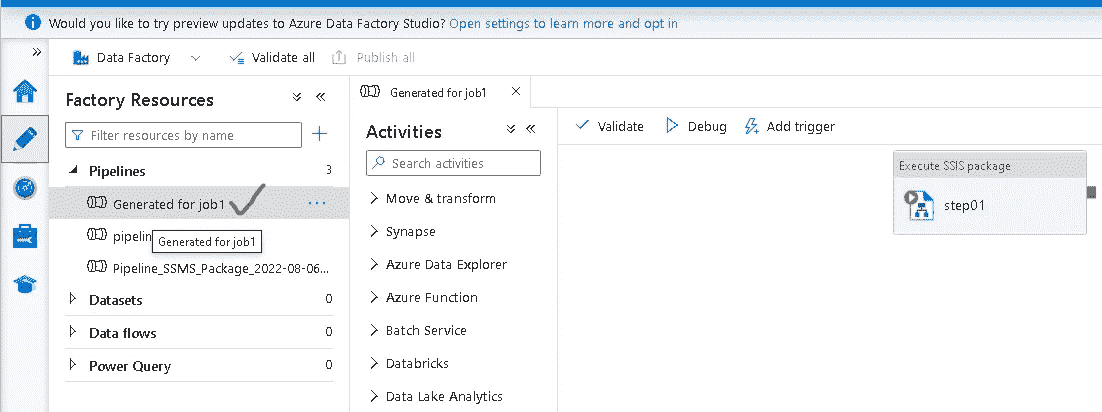 Would you like to try preview updates to Azure Data Factory Studio? Open settings to learn more and opt in
Data Factory
Validate all
Publish all
Factory Resources
Filter resources by name
Pipelines 3
Generated for job1
pipelin
Generated for job1
Pipeline_SSMS_Package_2022-08-06...
Datasets 0
Data flows 0
Power Query 0
Generated for job1
Activities
Search activities
Move & transform
Synapse
Azure Data Explorer
Azure Function
Batch Service
Databricks
Data Lake Analytics
Validate
Debug
Add trigger
Execute SSIS package
step01